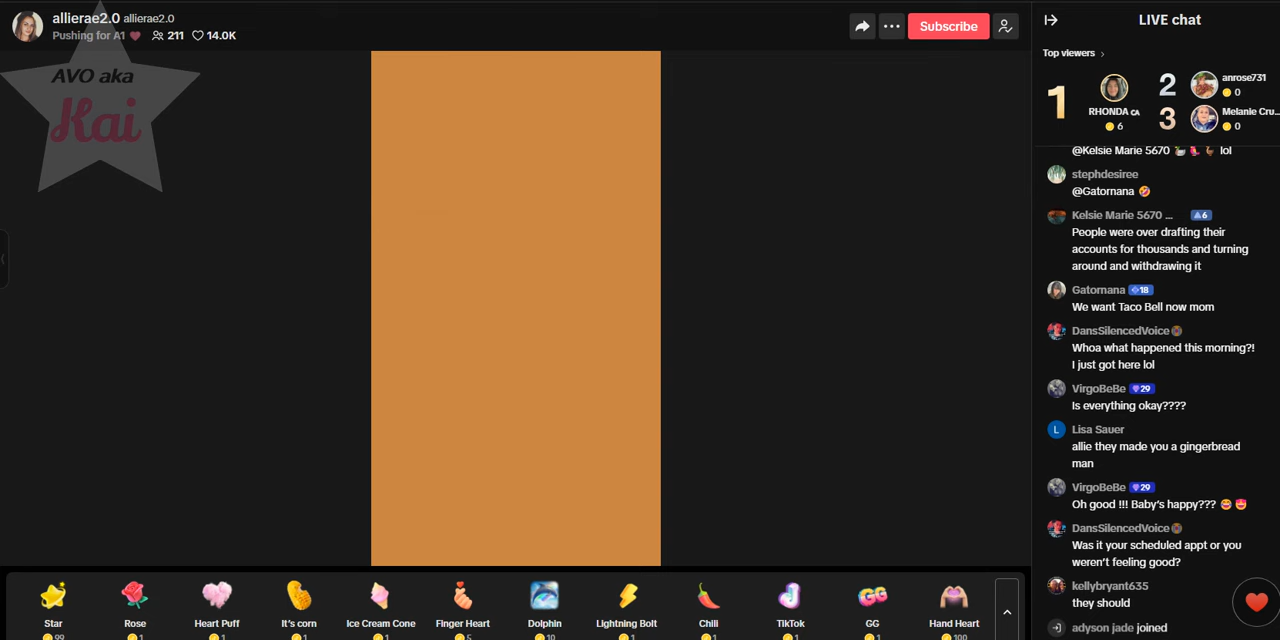 allierae2.0 allierae2.0
Pushing for A1 211 14.0K
Subscribe
AVO aka
Kai
LIVE chat
Top viewers
1
RHONDA CA
6
2
anrose731
0
3
Melanie Cru...
0
@Kelsie Marie 5670 lol
stephdesiree
@Gatornana
Kelsie Marie 5670 ... 6
People were over drafting their
accounts for thousands and turning
around and withdrawing it
Gatornana 18
We want Taco Bell now mom
DansSilencedVoice
Whoa what happened this morning?!
I just got here lol
VirgoBeBe 29
Is everything okay????
L Lisa Sauer
allie they made you a gingerbread
man
VirgoBeBe 29
Oh good !!! Baby's happy???
DansSilencedVoice
Was it your scheduled appt or you
weren't feeling good?
kellybryant635
they should
adyson jade joined
Star Rose Heart Puff It's corn Ice Cream Cone Finger Heart Dolphin Lightning Bolt Chili TikTok GG Hand Heart
99 1 1 1 1 5 10 1 1 1 1 100